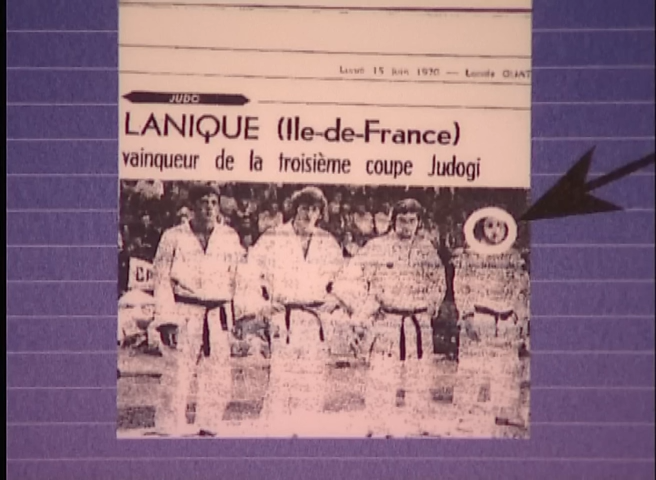 Lundi 15 Juin 1970 —
JUDO
LANIQUE (Ile-de-France)
vainqueur de la troisième coupe Judogi